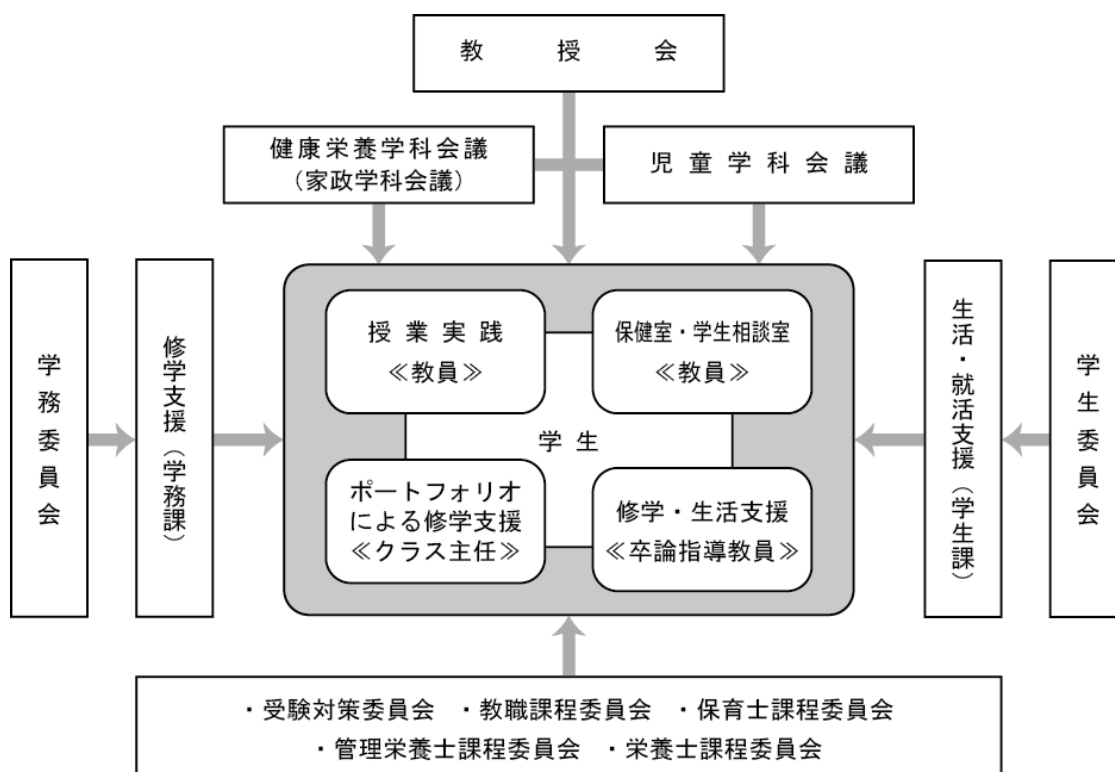 教授会
健康栄養学科会議
(家政学科会議)
児童学科会議
学務委員会
修学支援(学務課)
授業実践
≪教員≫
保健室・学生相談室
≪教員≫
学生
ポートフォリオ
による修学支援
≪クラス主任≫
修学・生活支援
≪卒論指導教員≫
生活・就活支援(学生課)
学生委員会
・受験対策委員会 ・教職課程委員会 ・保育士課程委員会
・管理栄養士課程委員会 ・栄養士課程委員会